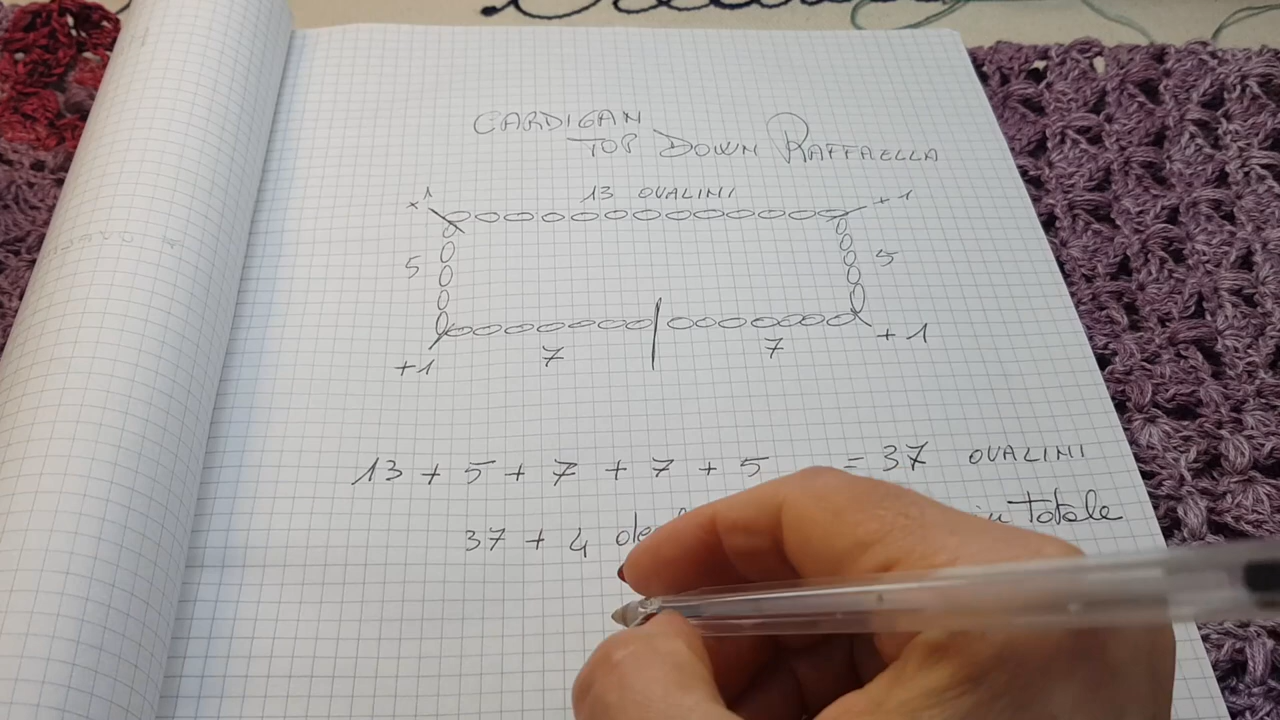 CARDIGAN
TOP DOWN RAFFAELLA
13 OVALINI
+1
+1
5
5
+1
7
7
+1
13 + 5 + 7 + 7 + 5 = 37 OVALINI
37 + 4 in totale